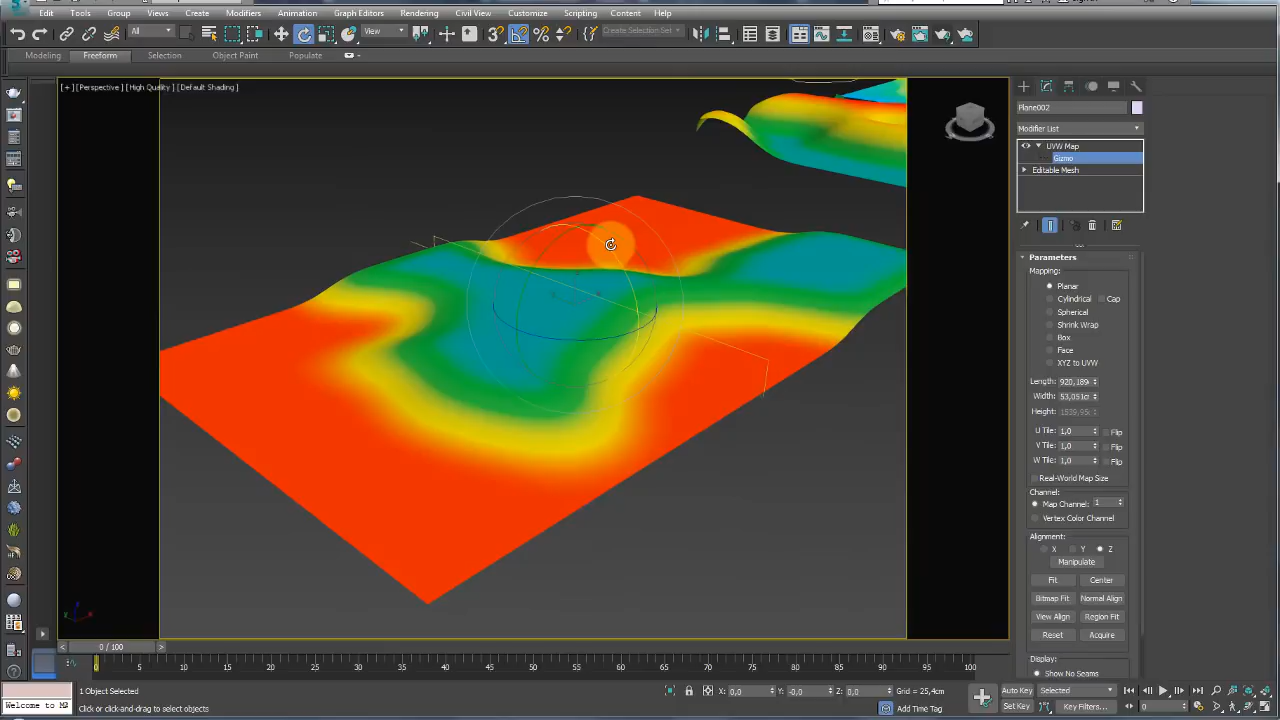 Edit Tools Group Views Create Modifiers Animation Graph Editors Rendering Civil View Customize Scripting Content Help
All View Create Selection Set
Modeling Freeform Selection Object Paint Populate
[+] [Perspective] [High Quality] [Default Shading]
Plane002
Modifier List
UVW Map
Gizmo
Editable Mesh
Parameters
Mapping:
Planar
Cylindrical Cap
Spherical
Shrink Wrap
Box
Face
XYZ to UVW
Length: 920,189
Width: 53,051c
Height: 1539,95
U Tile: 1,0 Flip
V Tile: 1,0 Flip
W Tile: 1,0 Flip
Real-World Map Size
Channel:
Map Channel: 1
Vertex Color Channel
Alignment:
X Y Z
Manipulate
Fit Center
Bitmap Fit Normal Align
View Align Region Fit
Reset Acquire
Display:
Show No Seams
< 0 / 100 >
0 5 10 15 20 25 30 35 40 45 50 55 60 65 70 75 80 85 90 95 100
1 Object Selected X: 0,0 Y: -0,0 Z: 0,0 Grid = 25,4cm Auto Key Selected
Welcome to M Click or click-and-drag to select objects Add Time Tag Set Key Key Filters... 0